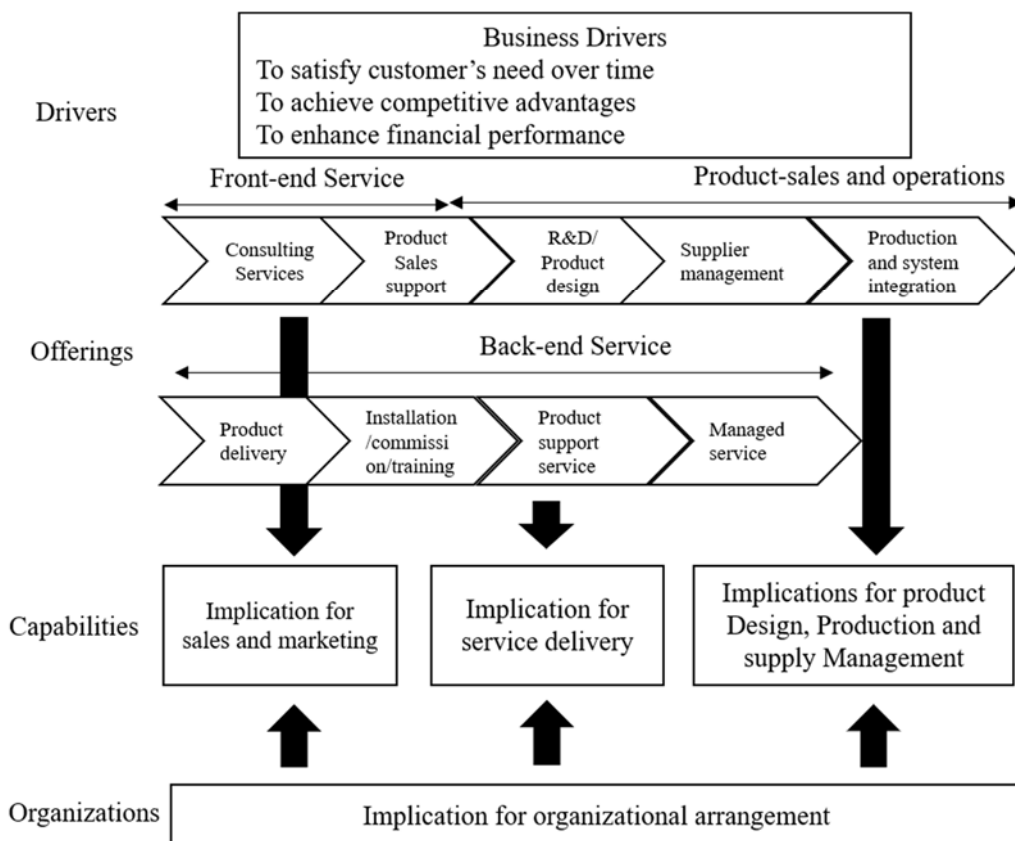 Business Drivers
To satisfy customer’s need over time
To achieve competitive advantages
To enhance financial performance
Drivers
Front-end Service
Product-sales and operations
Consulting
Services
Product
Sales
support
R&D/
Product
design
Supplier
management
Production
and system
integration
Offerings
Back-end Service
Product
delivery
Installation
/commissi
on/training
Product
support
service
Managed
service
Capabilities
Implication for
sales and marketing
Implication for
service delivery
Implications for product
Design, Production and
supply Management
Organizations
Implication for organizational arrangement